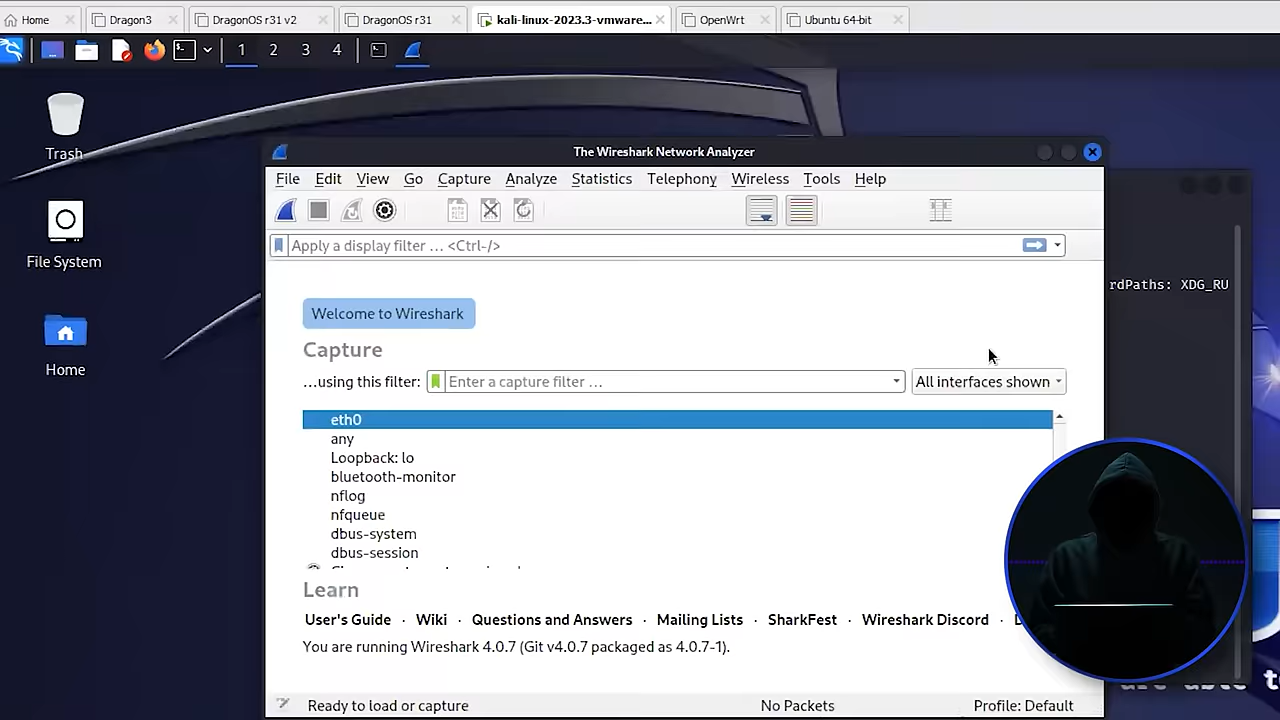 Home Dragon3 DragonOS r31 v2 DragonOS r31 kali-linux-2023.3-vmware... OpenWrt Ubuntu 64-bit
1 2 3 4
Trash
File System
Home
The Wireshark Network Analyzer
File Edit View Go Capture Analyze Statistics Telephony Wireless Tools Help
Apply a display filter … <Ctrl-/>
rdPaths: XDG_RU
Welcome to Wireshark
Capture
…using this filter: Enter a capture filter … All interfaces shown
eth0
any
Loopback: lo
bluetooth-monitor
nflog
nfqueue
dbus-system
dbus-session
Learn
User's Guide · Wiki · Questions and Answers · Mailing Lists · SharkFest · Wireshark Discord ·
You are running Wireshark 4.0.7 (Git v4.0.7 packaged as 4.0.7-1).
Ready to load or capture No Packets Profile: Default